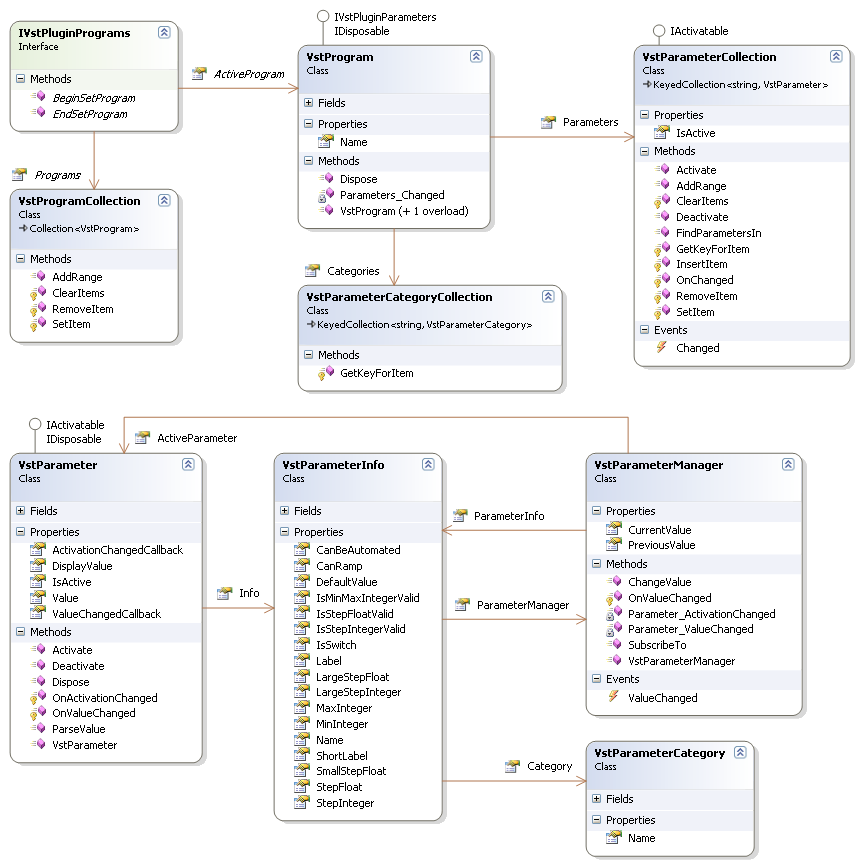 IVstPluginPrograms
Interface
Methods
BeginSetProgram
EndSetProgram
ActiveProgram
Programs
VstProgramCollection
Class
Collection<VstProgram>
Methods
AddRange
ClearItems
RemoveItem
SetItem
IVstPluginParameters
IDisposable
VstProgram
Class
Fields
Properties
Name
Methods
Dispose
Parameters_Changed
VstProgram (+ 1 overload)
Parameters
Categories
VstParameterCategoryCollection
Class
KeyedCollection<string, VstParameterCategory>
Methods
GetKeyForItem
IActivatable
VstParameterCollection
Class
KeyedCollection<string, VstParameter>
Properties
IsActive
Methods
Activate
AddRange
ClearItems
Deactivate
FindParametersIn
GetKeyForItem
InsertItem
OnChanged
RemoveItem
SetItem
Events
Changed
IActivatable
IDisposable
ActiveParameter
VstParameter
Class
Fields
Properties
ActivationChangedCallback
DisplayValue
IsActive
Value
ValueChangedCallback
Methods
Activate
Deactivate
Dispose
OnActivationChanged
OnValueChanged
ParseValue
VstParameter
Info
VstParameterInfo
Class
Fields
Properties
CanBeAutomated
CanRamp
DefaultValue
IsMinMaxIntegerValid
IsStepFloatValid
IsStepIntegerValid
IsSwitch
Label
LargeStepFloat
LargeStepInteger
MaxInteger
MinInteger
Name
ShortLabel
SmallStepFloat
StepFloat
StepInteger
ParameterInfo
ParameterManager
Category
VstParameterManager
Class
Properties
CurrentValue
PreviousValue
Methods
ChangeValue
OnValueChanged
Parameter_ActivationChanged
Parameter_ValueChanged
SubscribeTo
VstParameterManager
Events
ValueChanged
VstParameterCategory
Class
Fields
Properties
Name